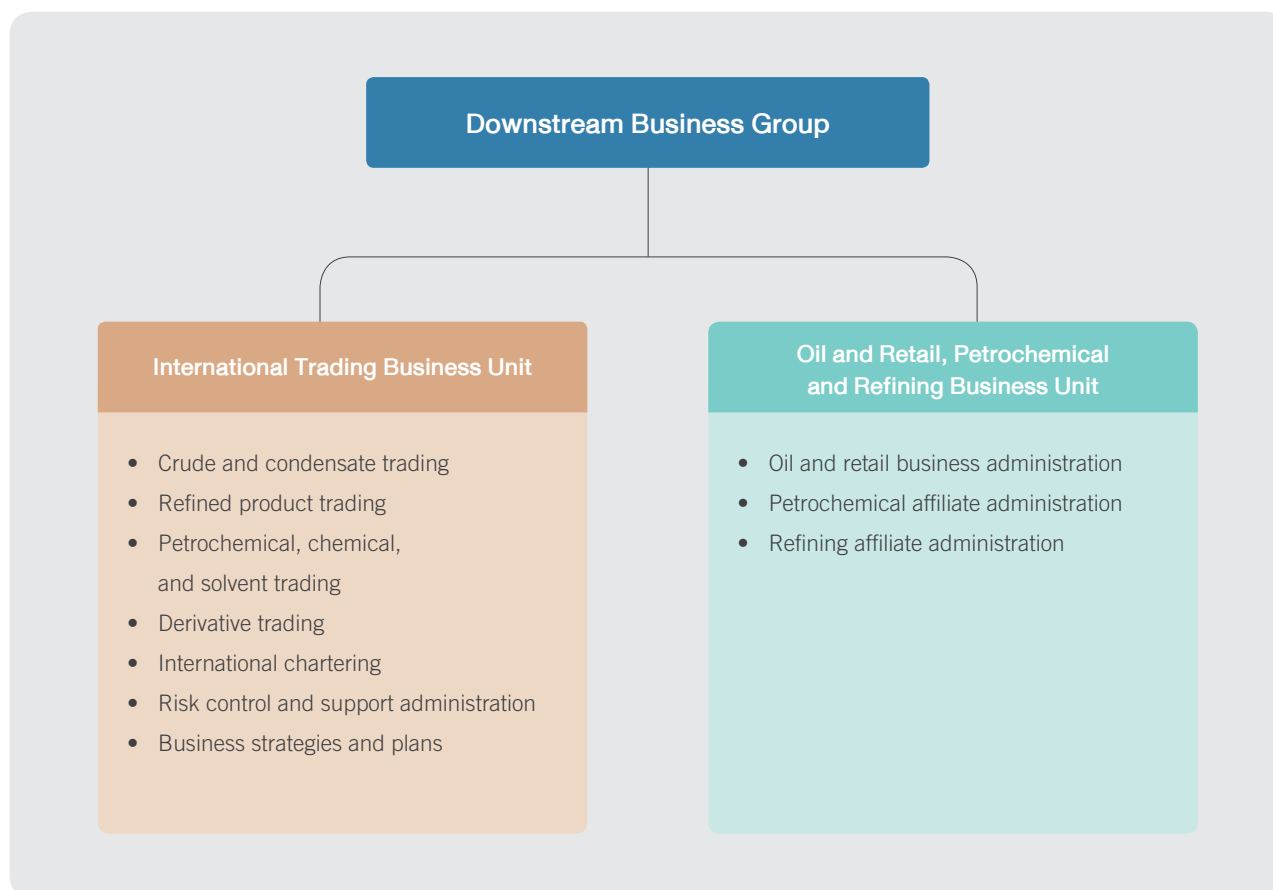 Downstream Business Group
International Trading Business Unit
• Crude and condensate trading
• Refined product trading
• Petrochemical, chemical,
and solvent trading
• Derivative trading
• International chartering
• Risk control and support administration
• Business strategies and plans
Oil and Retail, Petrochemical
and Refining Business Unit
• Oil and retail business administration
• Petrochemical affiliate administration
• Refining affiliate administration